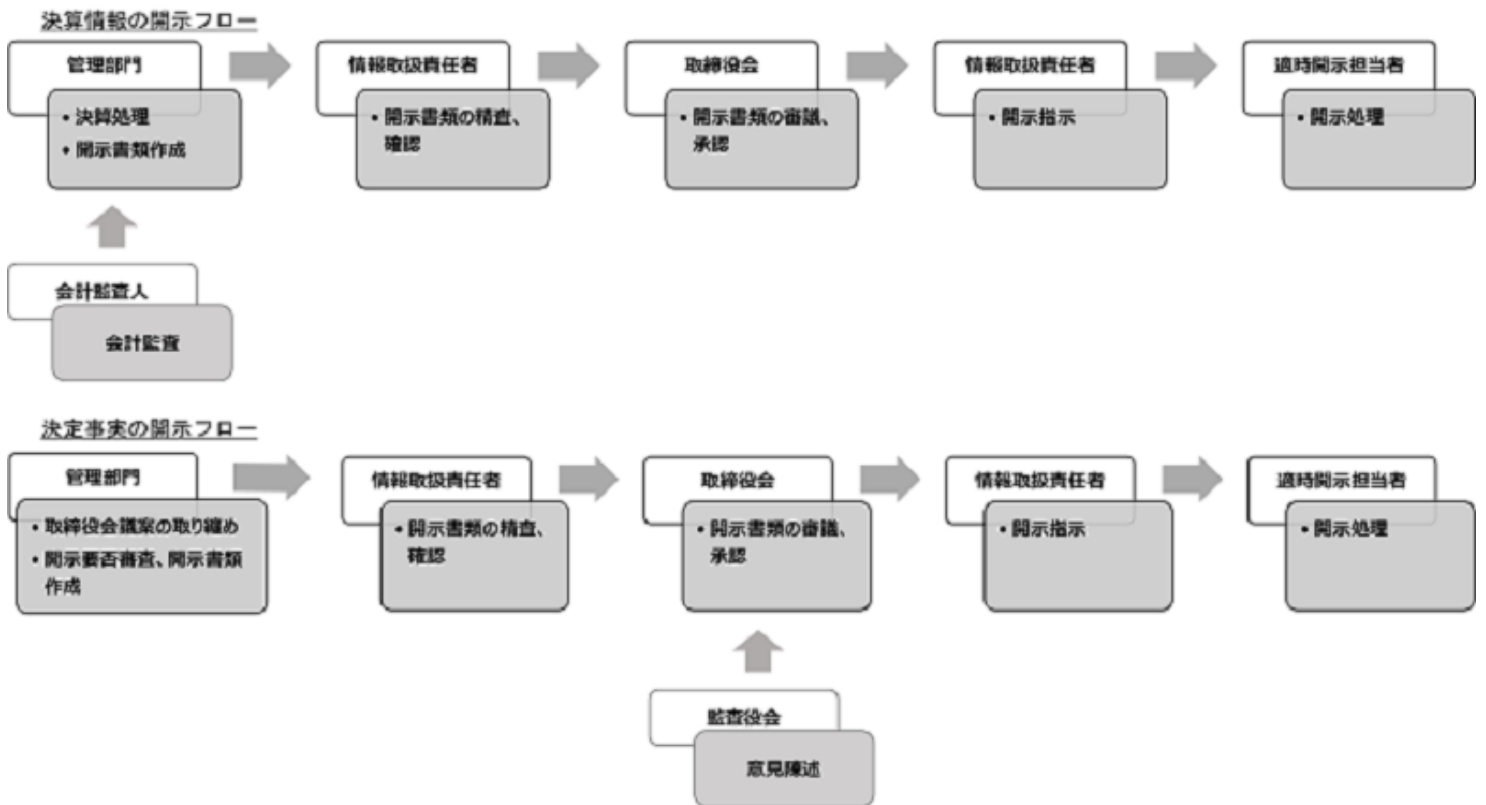 決算情報の開示フロー
管理部門
・決算処理
・開示書類作成
情報取扱責任者
・開示書類の精査、
確認
取締役会
・開示書類の審議、
承認
情報取扱責任者
・開示指示
適時開示担当者
・開示処理
会計監査人
会計監査
決定事実の開示フロー
管理部門
・取締役会議案の取り纏め
・開示要否審査、開示書類
作成
情報取扱責任者
・開示書類の精査、
確認
取締役会
・開示書類の審議、
承認
情報取扱責任者
・開示指示
適時開示担当者
・開示処理
監査役会
意見陳述